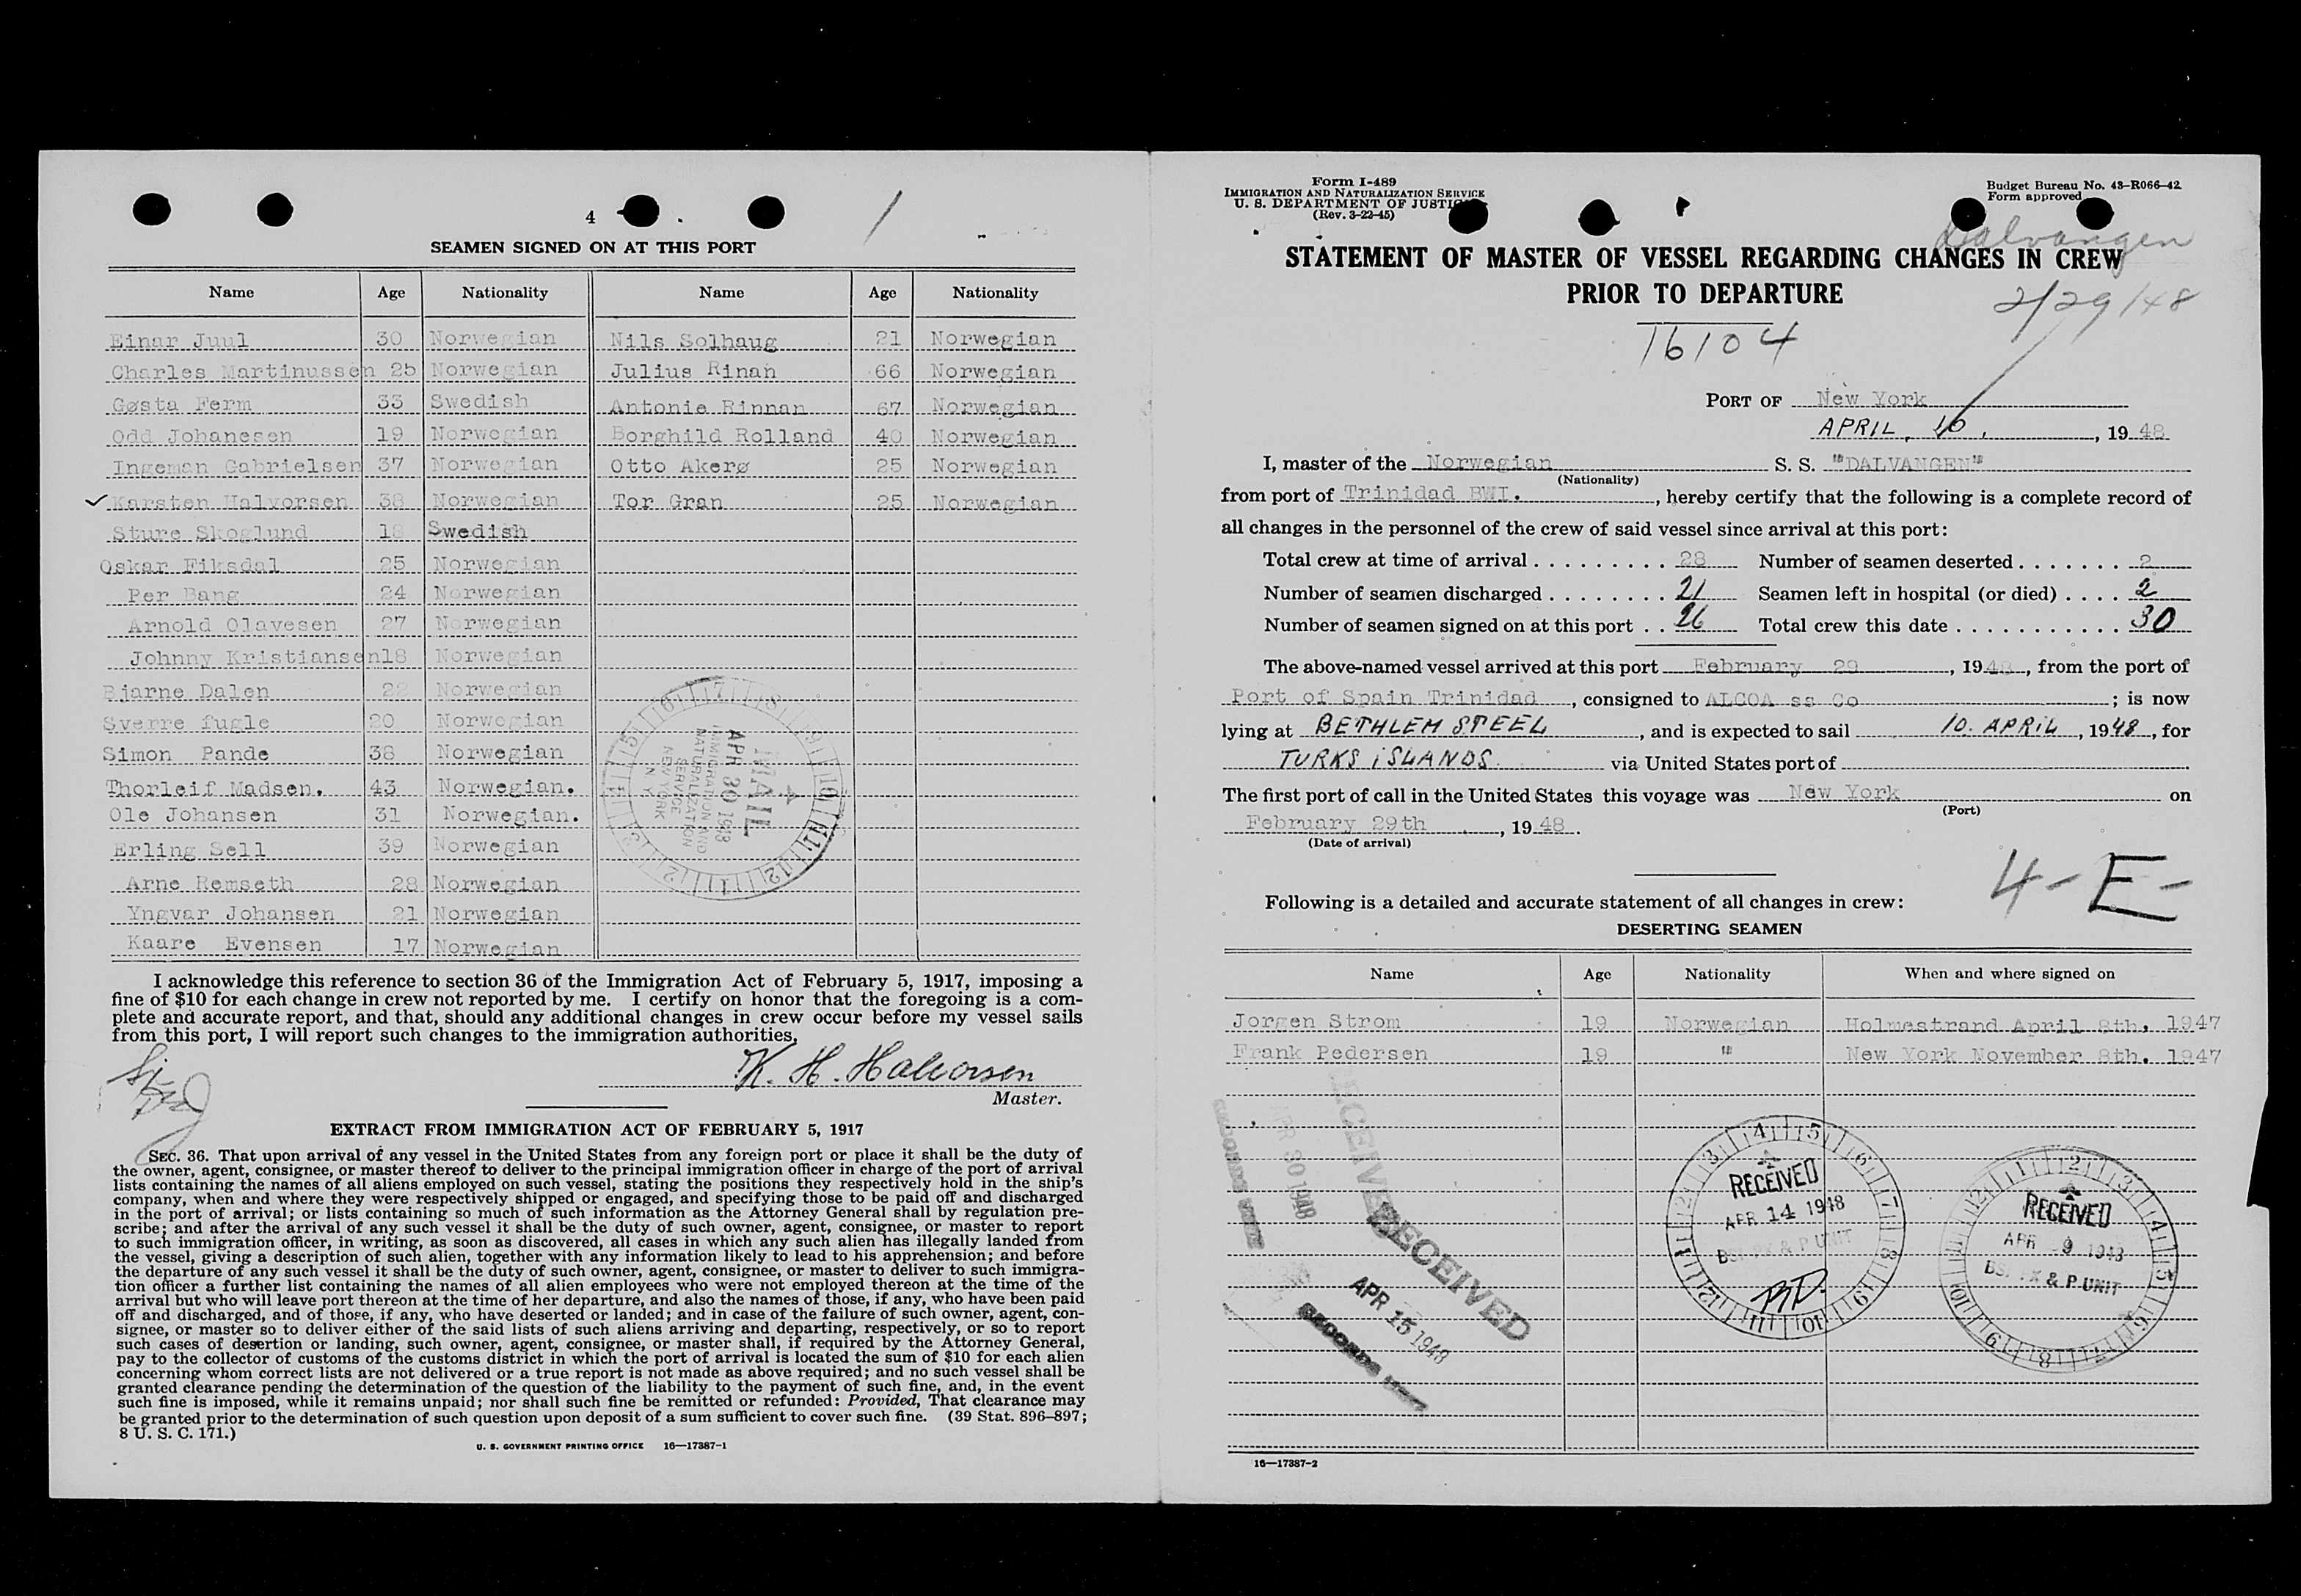 4
SEAMEN SIGNED ON AT THIS PORT
Name Age Nationality Name Age Nationality
Einar Juul 30 Norwegian Nils Solhaug 21 Norwegian
Charles Martinussen 25 Norwegian Julius Rinan 66 Norwegian
Gøsta Ferm 33 Swedish Antonie Rinnan 67 Norwegian
Odd Johanesen 19 Norwegian Borghild Rolland 40 Norwegian
Ingeman Gabrielsen 37 Norwegian Otto Akerø 25 Norwegian
✓ Karsten Halvorsen 38 Norwegian Tor Gran 25 Norwegian
Sture Skoglund 18 Swedish
Oskar Fiksdal 25 Norwegian
Per Bang 24 Norwegian
Arnold Olavesen 27 Norwegian
Johnny Kristiansen 18 Norwegian
Bjarne Dalen 22 Norwegian
Sverre fugle 20 Norwegian
Simon Pande 38 Norwegian
Thorleif Madsen. 43 Norwegian.
Ole Johansen 31 Norwegian.
Erling Sell 39 Norwegian
Arne Remseth 28 Norwegian
Yngvar Johansen 21 Norwegian
Kaare Evensen 17 Norwegian
MAIL
APR 30 1948
IMMIGRATION AND
NATURALIZATION
SERVICE
NEW YORK
N Y
I acknowledge this reference to section 36 of the Immigration Act of February 5, 1917, imposing a
fine of $10 for each change in crew not reported by me. I certify on honor that the foregoing is a com-
plete and accurate report, and that, should any additional changes in crew occur before my vessel sails
from this port, I will report such changes to the immigration authorities.
K. H. Halvorsen
Master.
EXTRACT FROM IMMIGRATION ACT OF FEBRUARY 5, 1917
SEC. 36. That upon arrival of any vessel in the United States from any foreign port or place it shall be the duty of
the owner, agent, consignee, or master thereof to deliver to the principal immigration officer in charge of the port of arrival
lists containing the names of all aliens employed on such vessel, stating the positions they respectively hold in the ship's
company, when and where they were respectively shipped or engaged, and specifying those to be paid off and discharged
in the port of arrival; or lists containing so much of such information as the Attorney General shall by regulation pre-
scribe; and after the arrival of any such vessel it shall be the duty of such owner, agent, consignee, or master to report
to such immigration officer, in writing, as soon as discovered, all cases in which any such alien has illegally landed from
the vessel, giving a description of such alien, together with any information likely to lead to his apprehension; and before
the departure of any such vessel it shall be the duty of such owner, agent, consignee, or master to deliver to such immigra-
tion officer a further list containing the names of all alien employees who were not employed thereon at the time of the
arrival but who will leave port thereon at the time of her departure, and also the names of those, if any, who have been paid
off and discharged, and of those, if any, who have deserted or landed; and in case of the failure of such owner, agent, con-
signee, or master so to deliver either of the said lists of such aliens arriving and departing, respectively, or so to report
such cases of desertion or landing, such owner, agent, consignee, or master shall, if required by the Attorney General,
pay to the collector of customs of the customs district in which the port of arrival is located the sum of $10 for each alien
concerning whom correct lists are not delivered or a true report is not made as above required; and no such vessel shall be
granted clearance pending the determination of the question of the liability to the payment of such fine, and, in the event
such fine is imposed, while it remains unpaid; nor shall such fine be remitted or refunded: Provided, That clearance may
be granted prior to the determination of such question upon deposit of a sum sufficient to cover such fine. (39 Stat. 896–897;
8 U. S. C. 171.)
U. S. GOVERNMENT PRINTING OFFICE 16—17387-1
Form I-489
IMMIGRATION AND NATURALIZATION SERVICE
U. S. DEPARTMENT OF JUSTICE
(Rev. 3-22-45)
Budget Bureau No. 43-R066-42
Form approved
Dalvangen
STATEMENT OF MASTER OF VESSEL REGARDING CHANGES IN CREW
PRIOR TO DEPARTURE
2/29/48
16104
PORT OF New York
APRIL, 10, , 19 48
I, master of the Norwegian S. S. "DALVANGEN"
(Nationality)
from port of Trinidad BWI. , hereby certify that the following is a complete record of
all changes in the personnel of the crew of said vessel since arrival at this port:
Total crew at time of arrival . . . . . . . . . 28 Number of seamen deserted . . . . . . . 2
Number of seamen discharged . . . . . . . . 21 Seamen left in hospital (or died) . . . . 2
Number of seamen signed on at this port . . 26 Total crew this date . . . . . . . . . . . 30
The above-named vessel arrived at this port February 29 , 19 48 , from the port of
Port of Spain Trinidad , consigned to ALCOA ss Co ; is now
lying at BETHLEM STEEL , and is expected to sail 10. APRIL , 19 48 , for
TURKS iSLANDS. via United States port of
The first port of call in the United States this voyage was New York on
(Port)
February 29th , 19 48 .
(Date of arrival)
4-E-
Following is a detailed and accurate statement of all changes in crew:
DESERTING SEAMEN
Name Age Nationality When and where signed on
Jorgen Strom 19 Norwegian Holmestrand April 8th. 1947
Frank Pedersen 19 " New York November 8th. 1947
RECEIVED
APR 30 1948
RECORDS UNIT
RECEIVED
APR 15 1948
RECORDS UNIT
RECEIVED
APR 14 1948
RECEIVED
APR 9 1948
& P UNIT
16—17387-2